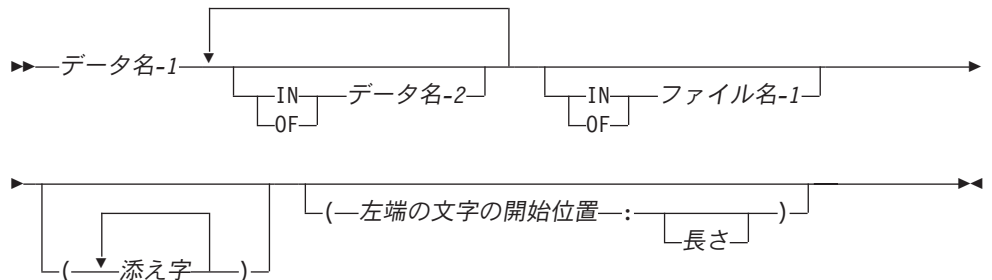 データ名-1 IN データ名-2 IN ファイル名-1
OF OF
( 左端の文字の開始位置 : )
長さ
( 添え字 )